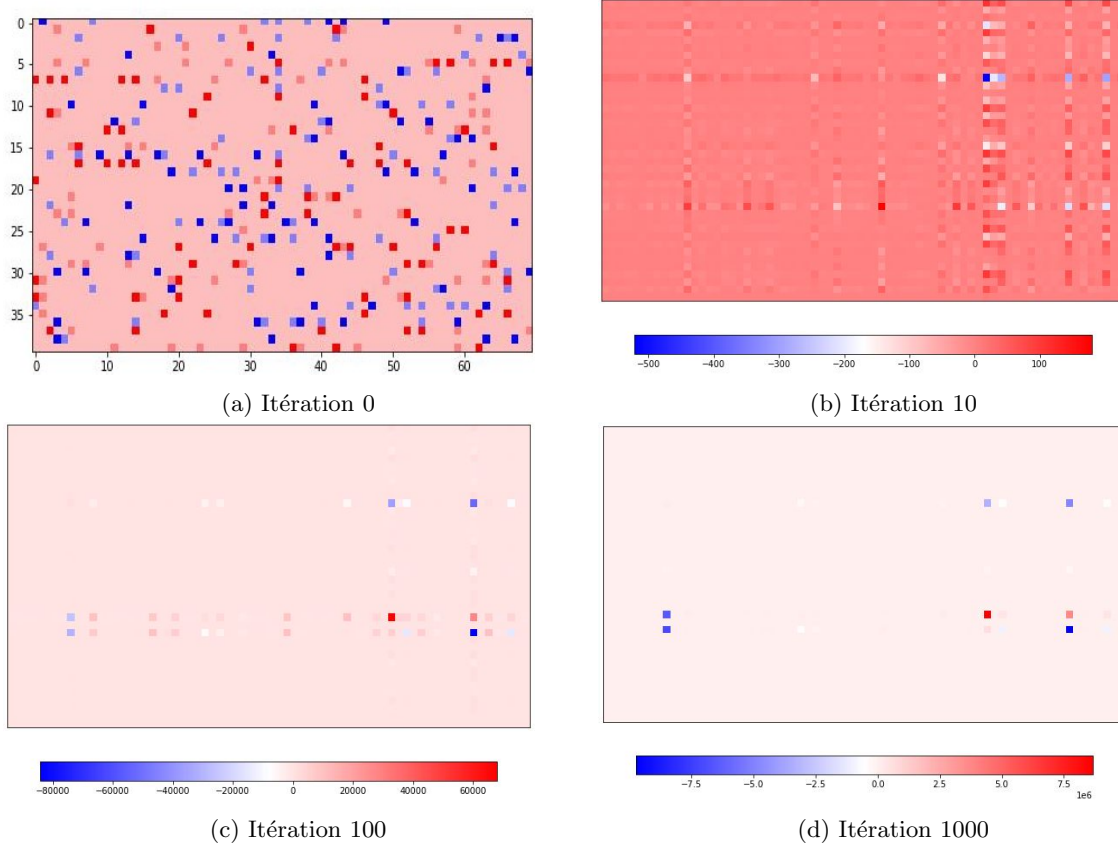 0
5
10
15
20
25
30
35
0 10 20 30 40 50 60
(a) Itération 0
−500 −400 −300 −200 −100 0 100
(b) Itération 10
−80000 −60000 −40000 −20000 0 20000 40000 60000
(c) Itération 100
−7.5 −5.0 −2.5 0.0 2.5 5.0 7.5
1e6
(d) Itération 1000